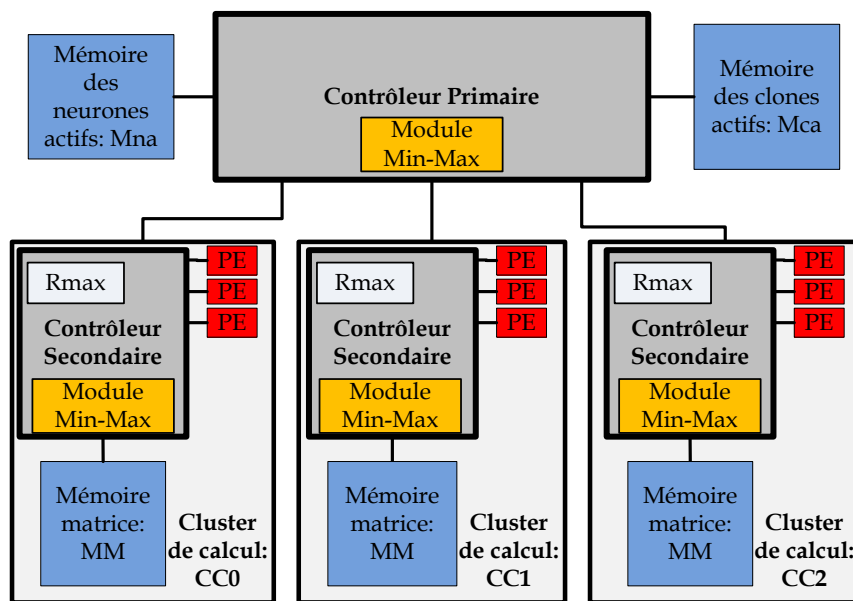 Mémoire
des
neurones
actifs: Mna
Contrôleur Primaire
Module
Min-Max
Mémoire
des clones
actifs: Mca
Rmax
PE
PE
PE
Contrôleur
Secondaire
Module
Min-Max
Mémoire
matrice:
MM
Cluster
de calcul:
CC0
Rmax
PE
PE
PE
Contrôleur
Secondaire
Module
Min-Max
Mémoire
matrice:
MM
Cluster
de calcul:
CC1
Rmax
PE
PE
PE
Contrôleur
Secondaire
Module
Min-Max
Mémoire
matrice:
MM
Cluster
de calcul:
CC2